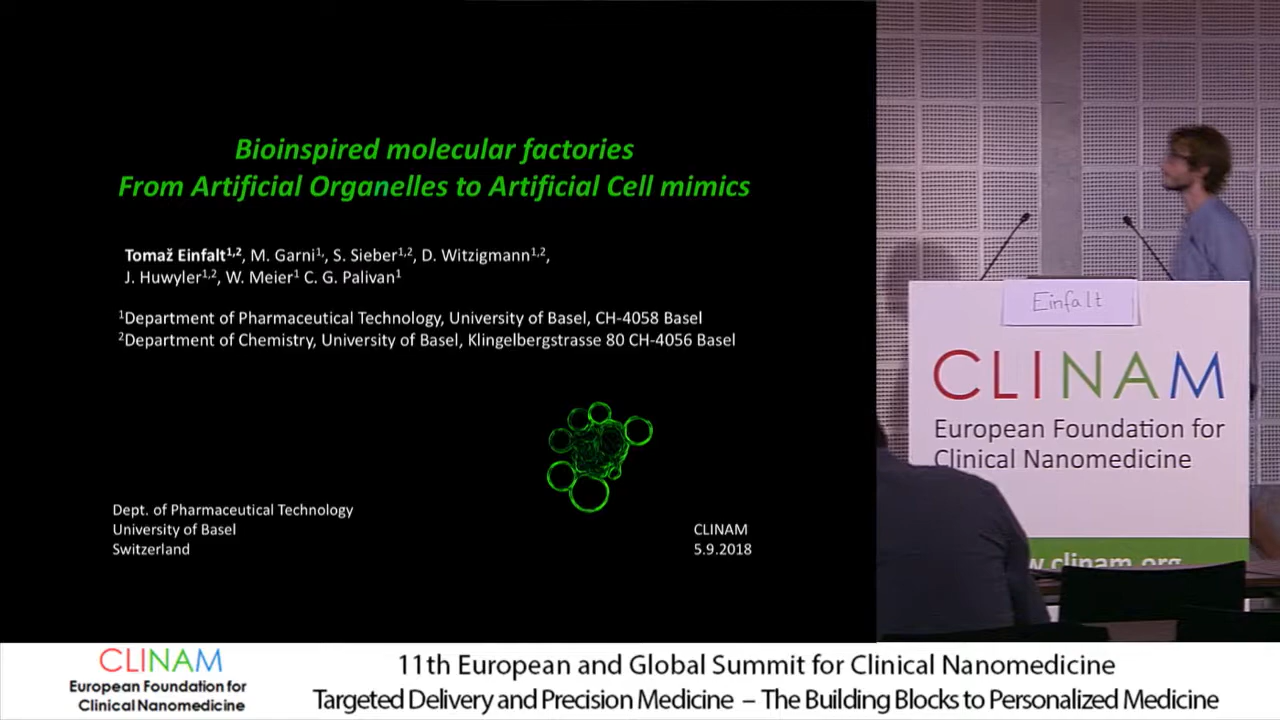 Bioinspired molecular factories
From Artificial Organelles to Artificial Cell mimics
Tomaž Einfalt1,2, M. Garni1, S. Sieber1,2, D. Witzigmann1,2,
J. Huwyler1,2, W. Meier1 C. G. Palivan1
1Department of Pharmaceutical Technology, University of Basel, CH-4058 Basel
2Department of Chemistry, University of Basel, Klingelbergstrasse 80 CH-4056 Basel
Dept. of Pharmaceutical Technology
University of Basel
Switzerland
CLINAM
5.9.2018
Einfalt
CLINAM
European Foundation for
Clinical Nanomedicine
w.clinam.org
CLINAM
European Foundation for
Clinical Nanomedicine
11th European and Global Summit for Clinical Nanomedicine
Targeted Delivery and Precision Medicine – The Building Blocks to Personalized Medicine